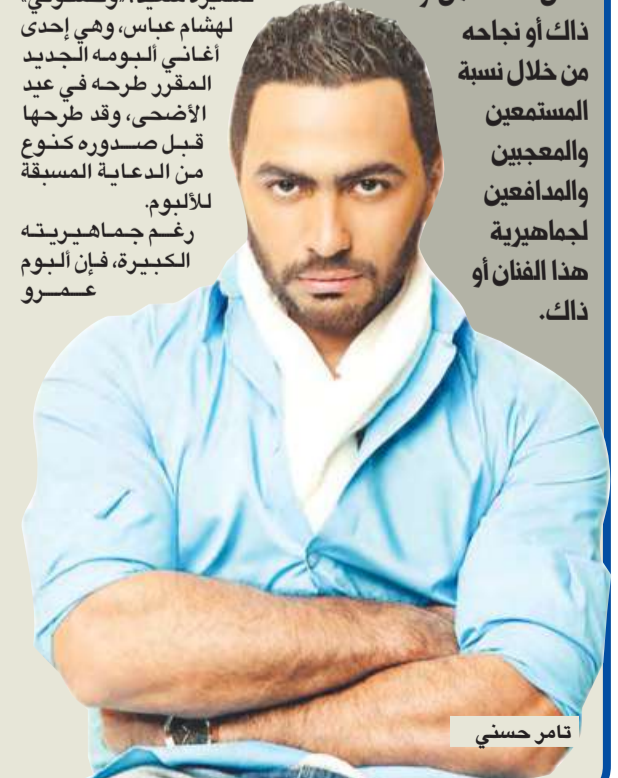 ذاك أو نجاحه
من خلال نسبة
المستمعين
والمعجبين
والمدافعين
لجماهيرية
هذا الفنان أو
ذاك.
لهشام عباس، وهي إحدى
أغاني ألبومه الجديد
المقرر طرحه في عيد
الأضحى، وقد طرحها
قبل صدوره كنوع
من الدعاية المسبقة
للألبوم.
رغم جماهيريته
الكبيرة، فإن ألبوم
عمرو
تامر حسني